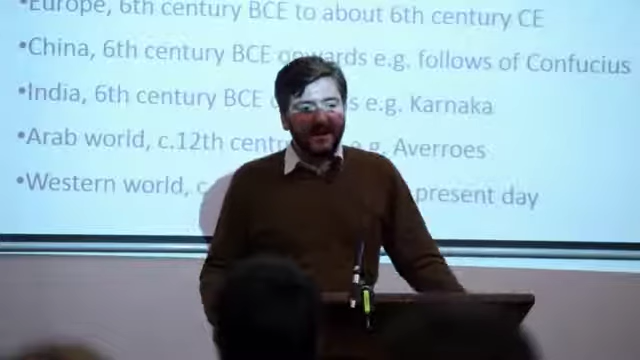 •Europe, 6th century BCE to about 6th century CE
•China, 6th century BCE onwards e.g. follows of Confucius
•India, 6th century BCE o s e.g. Karnaka
•Arab world, c.12th cent e.g. Averroes
•Western world, c. present day